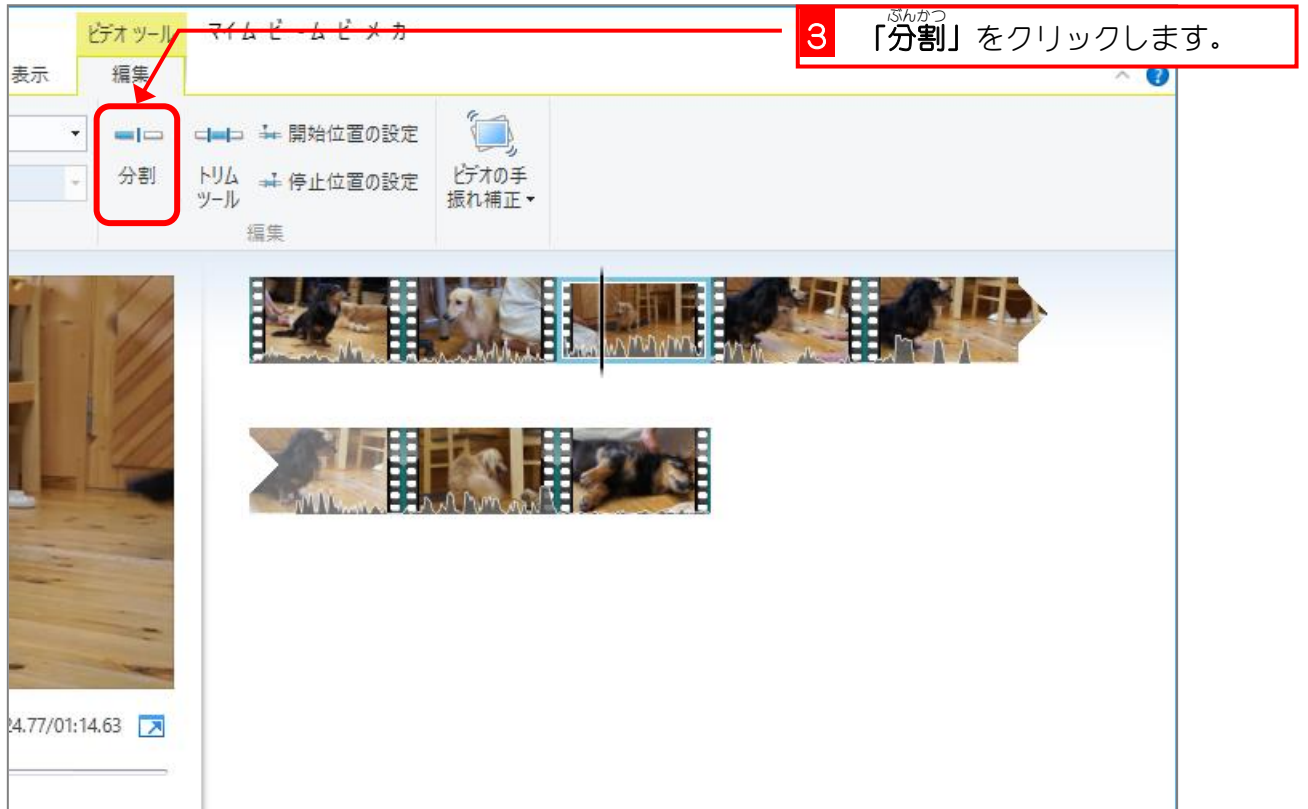 ビデオ ツール
ぶんかつ
3 「分割」をクリックします。
表示 編集
分割
トリム
ツール
開始位置の設定
停止位置の設定
ビデオの手
振れ補正
編集
24.77/01:14.63